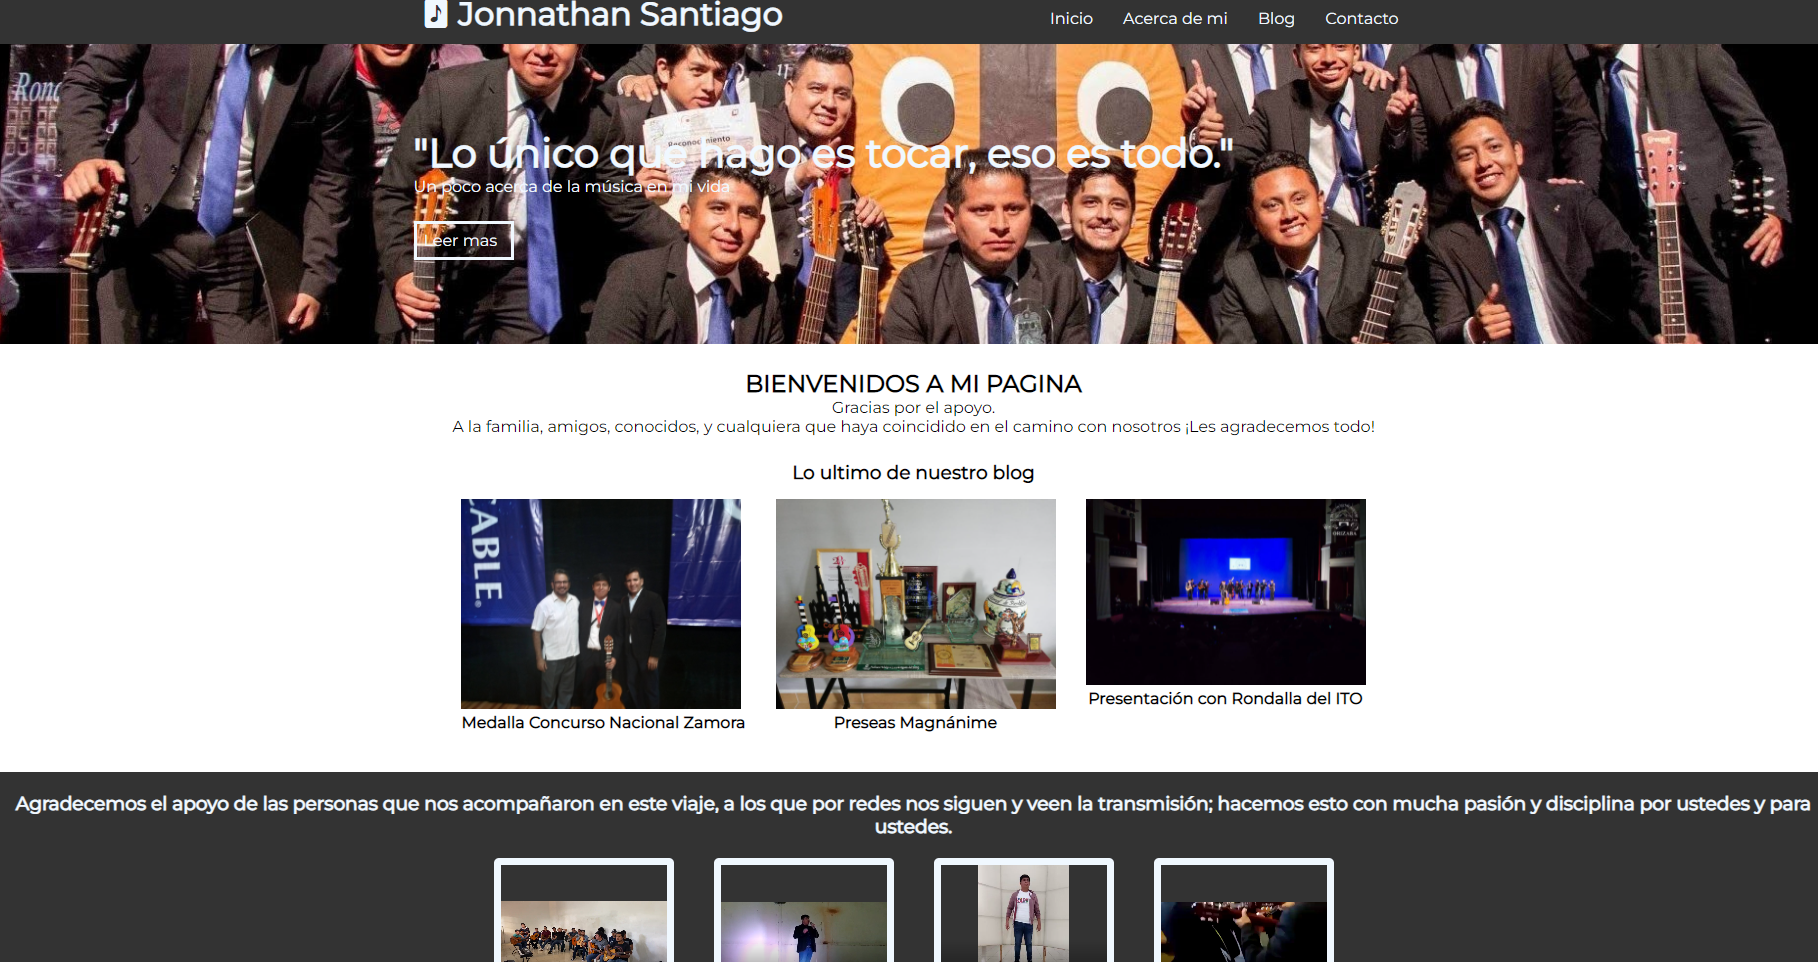 Jonnathan Santiago
Inicio Acerca de mi Blog Contacto
Rond
Reconocimiento
"Lo único que hago es tocar, eso es todo."
Un poco acerca de la música en mi vida
Leer mas
BIENVENIDOS A MI PAGINA
Gracias por el apoyo.
A la familia, amigos, conocidos, y cualquiera que haya coincidido en el camino con nosotros ¡Les agradecemos todo!
Lo ultimo de nuestro blog
CABLE
ORIZABA
Medalla Concurso Nacional Zamora
Preseas Magnánime
Presentación con Rondalla del ITO
Agradecemos el apoyo de las personas que nos acompañaron en este viaje, a los que por redes nos siguen y veen la transmisión; hacemos esto con mucha pasión y disciplina por ustedes y para
ustedes.